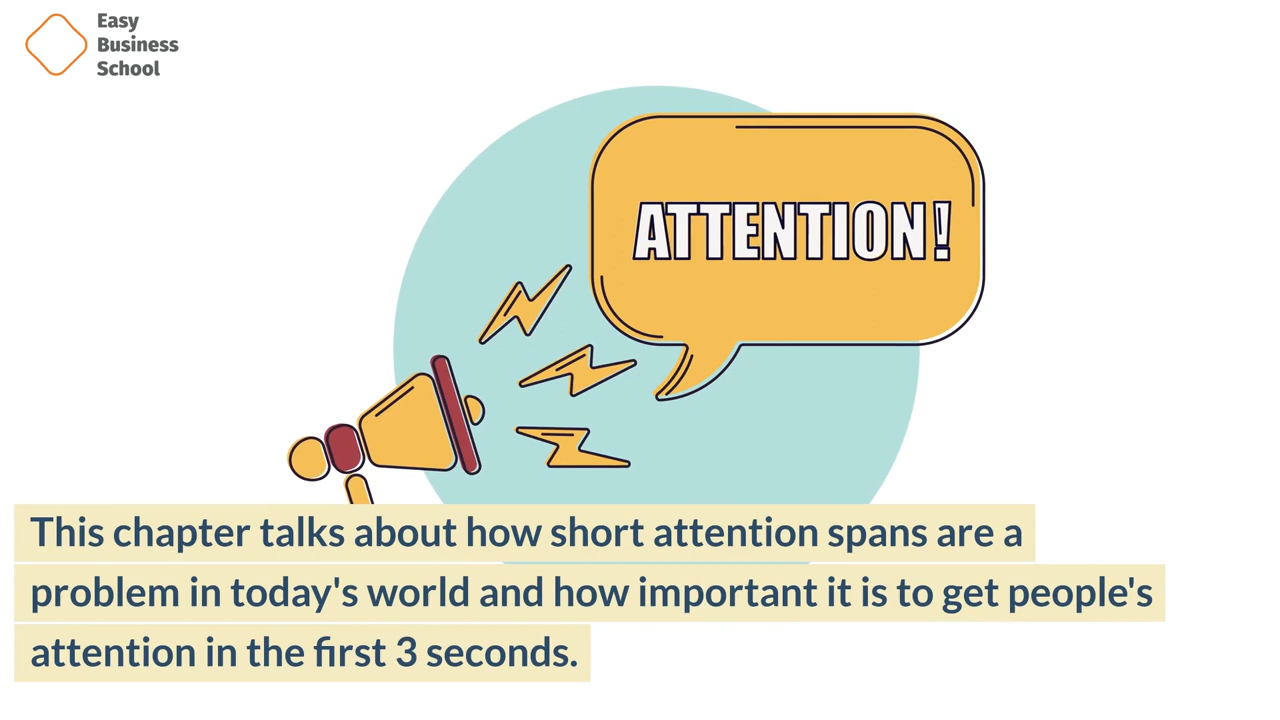 Easy
Business
School
ATTENTION!
This chapter talks about how short attention spans are a
problem in today's world and how important it is to get people's
attention in the first 3 seconds.